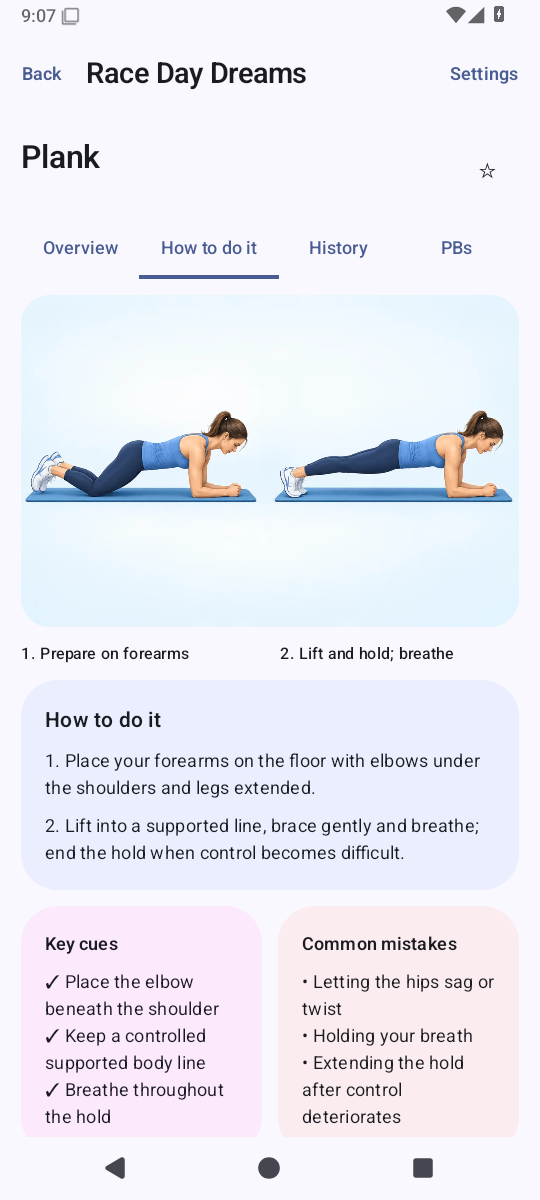 9:07
Back Race Day Dreams Settings
Plank
☆
Overview How to do it History PBs
1. Prepare on forearms 2. Lift and hold; breathe
How to do it
1. Place your forearms on the floor with elbows under
the shoulders and legs extended.
2. Lift into a supported line, brace gently and breathe;
end the hold when control becomes difficult.
Key cues
✓ Place the elbow
beneath the shoulder
✓ Keep a controlled
supported body line
✓ Breathe throughout
the hold
Common mistakes
• Letting the hips sag or
twist
• Holding your breath
• Extending the hold
after control
deteriorates